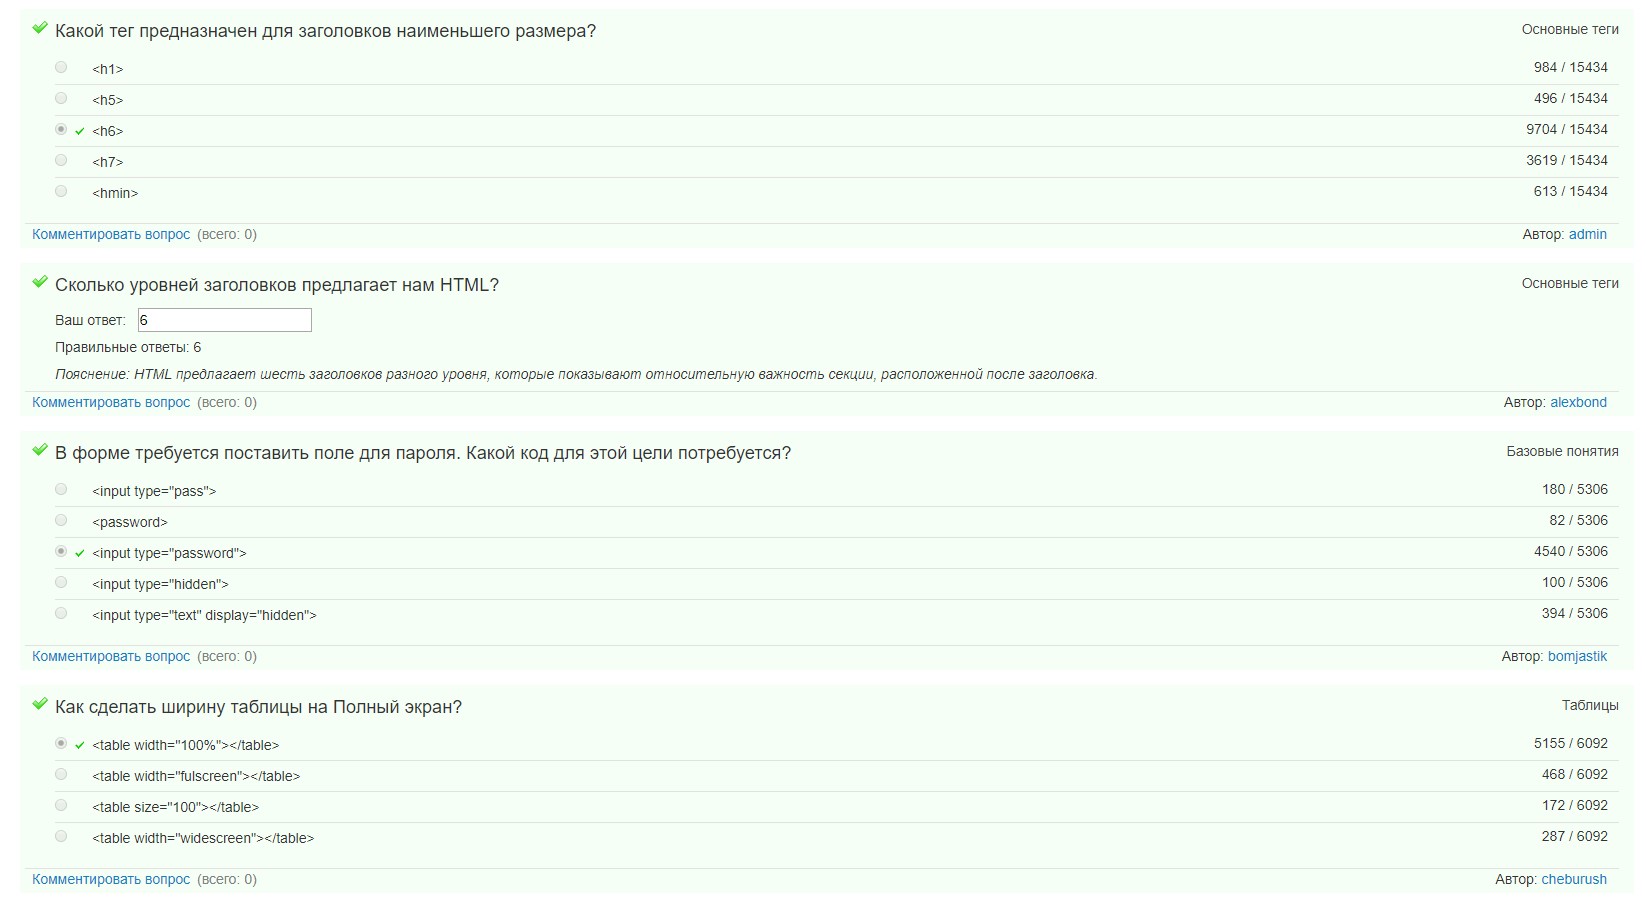 Какой тег предназначен для заголовков наименьшего размера? Основные теги
<h1> 984 / 15434
<h5> 496 / 15434
<h6> 9704 / 15434
<h7> 3619 / 15434
<hmin> 613 / 15434
Комментировать вопрос (всего: 0) Автор: admin
Сколько уровней заголовков предлагает нам HTML? Основные теги
Ваш ответ: 6
Правильные ответы: 6
Пояснение: HTML предлагает шесть заголовков разного уровня, которые показывают относительную важность секции, расположенной после заголовка.
Комментировать вопрос (всего: 0) Автор: alexbond
В форме требуется поставить поле для пароля. Какой код для этой цели потребуется? Базовые понятия
<input type="pass"> 180 / 5306
<password> 82 / 5306
<input type="password"> 4540 / 5306
<input type="hidden"> 100 / 5306
<input type="text" display="hidden"> 394 / 5306
Комментировать вопрос (всего: 0) Автор: bomjastik
Как сделать ширину таблицы на Полный экран? Таблицы
<table width="100%"></table> 5155 / 6092
<table width="fulscreen"></table> 468 / 6092
<table size="100"></table> 172 / 6092
<table width="widescreen"></table> 287 / 6092
Комментировать вопрос (всего: 0) Автор: cheburush